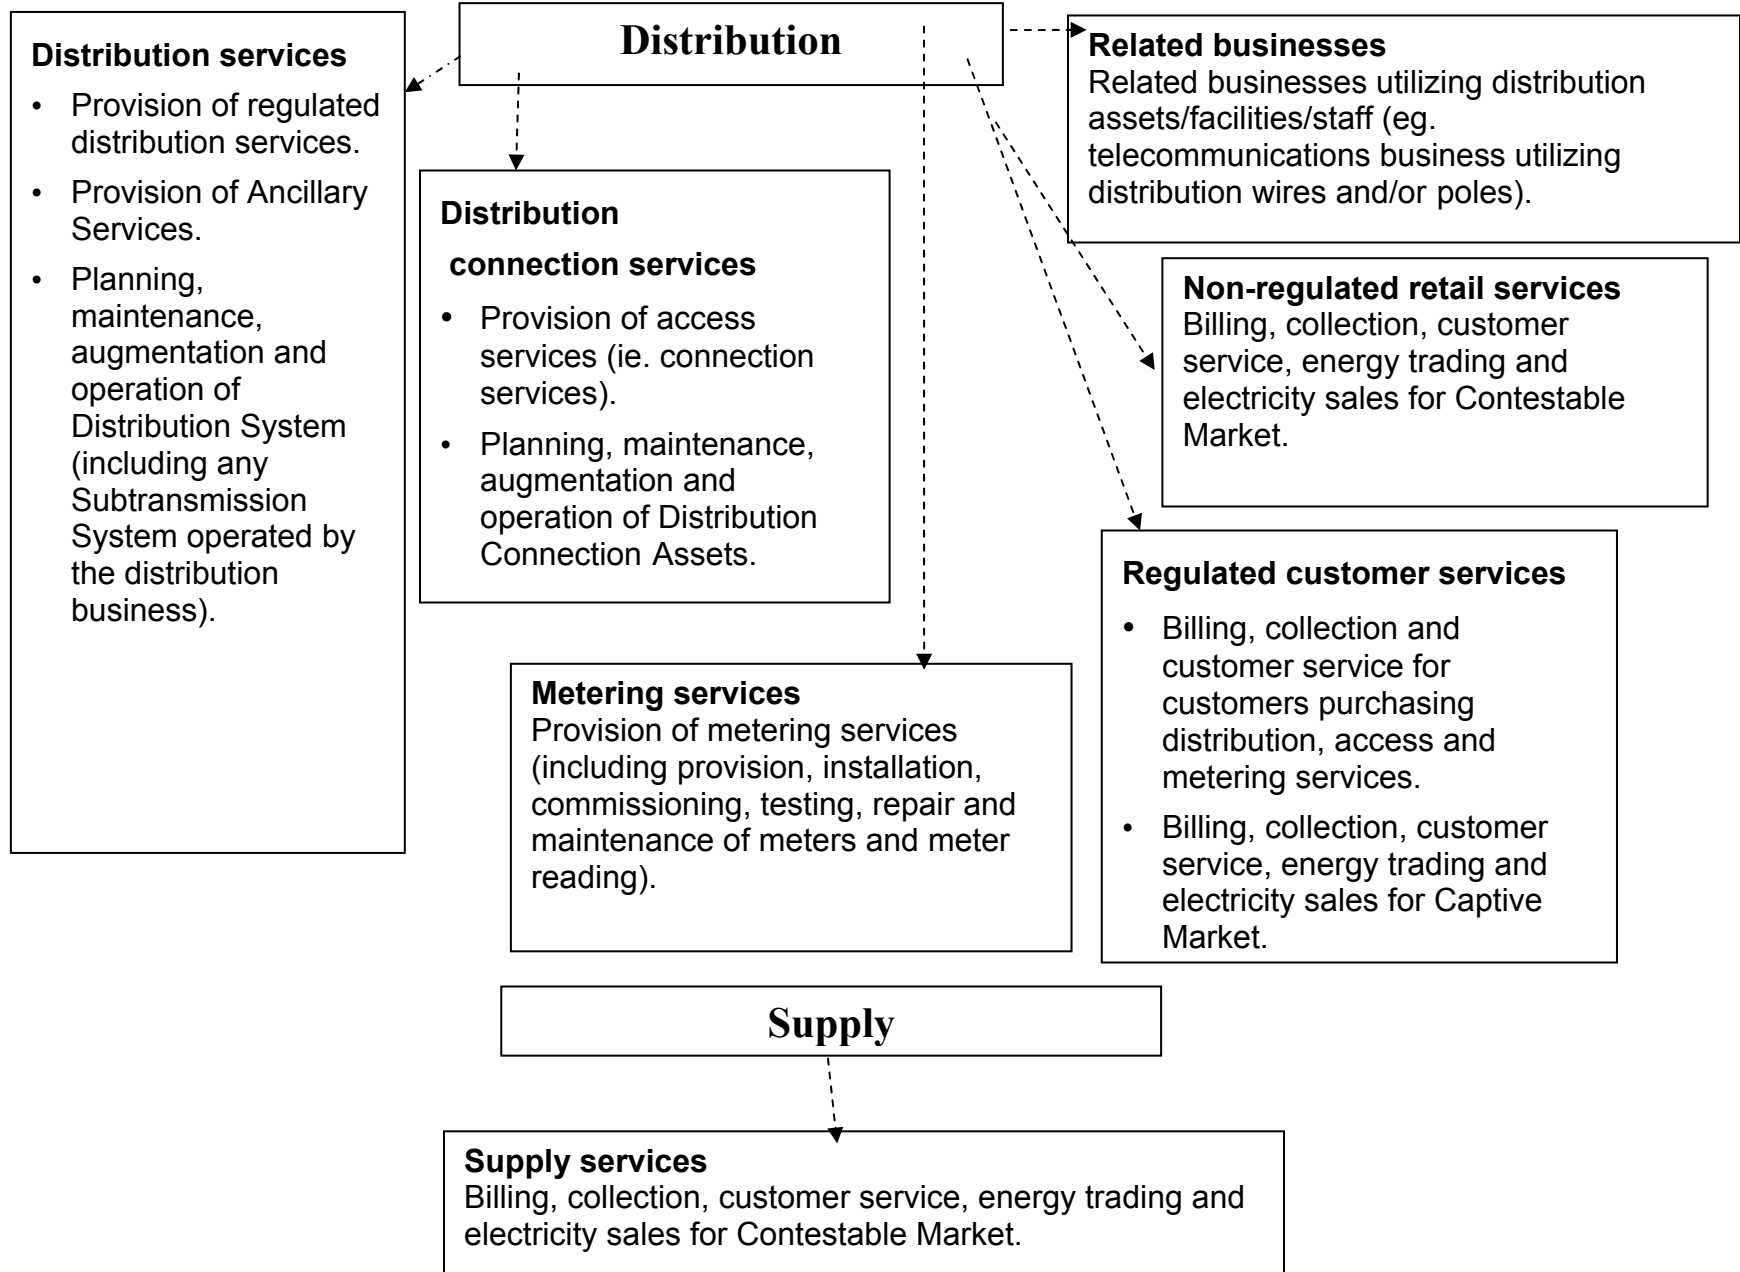 Distribution
Distribution services
• Provision of regulated
distribution services.
• Provision of Ancillary
Services.
• Planning,
maintenance,
augmentation and
operation of
Distribution System
(including any
Subtransmission
System operated by
the distribution
business).
Distribution
connection services
• Provision of access
services (ie. connection
services).
• Planning, maintenance,
augmentation and
operation of Distribution
Connection Assets.
Metering services
Provision of metering services
(including provision, installation,
commissioning, testing, repair and
maintenance of meters and meter
reading).
Related businesses
Related businesses utilizing distribution
assets/facilities/staff (eg.
telecommunications business utilizing
distribution wires and/or poles).
Non-regulated retail services
Billing, collection, customer
service, energy trading and
electricity sales for Contestable
Market.
Regulated customer services
• Billing, collection and
customer service for
customers purchasing
distribution, access and
metering services.
• Billing, collection, customer
service, energy trading and
electricity sales for Captive
Market.
Supply
Supply services
Billing, collection, customer service, energy trading and
electricity sales for Contestable Market.